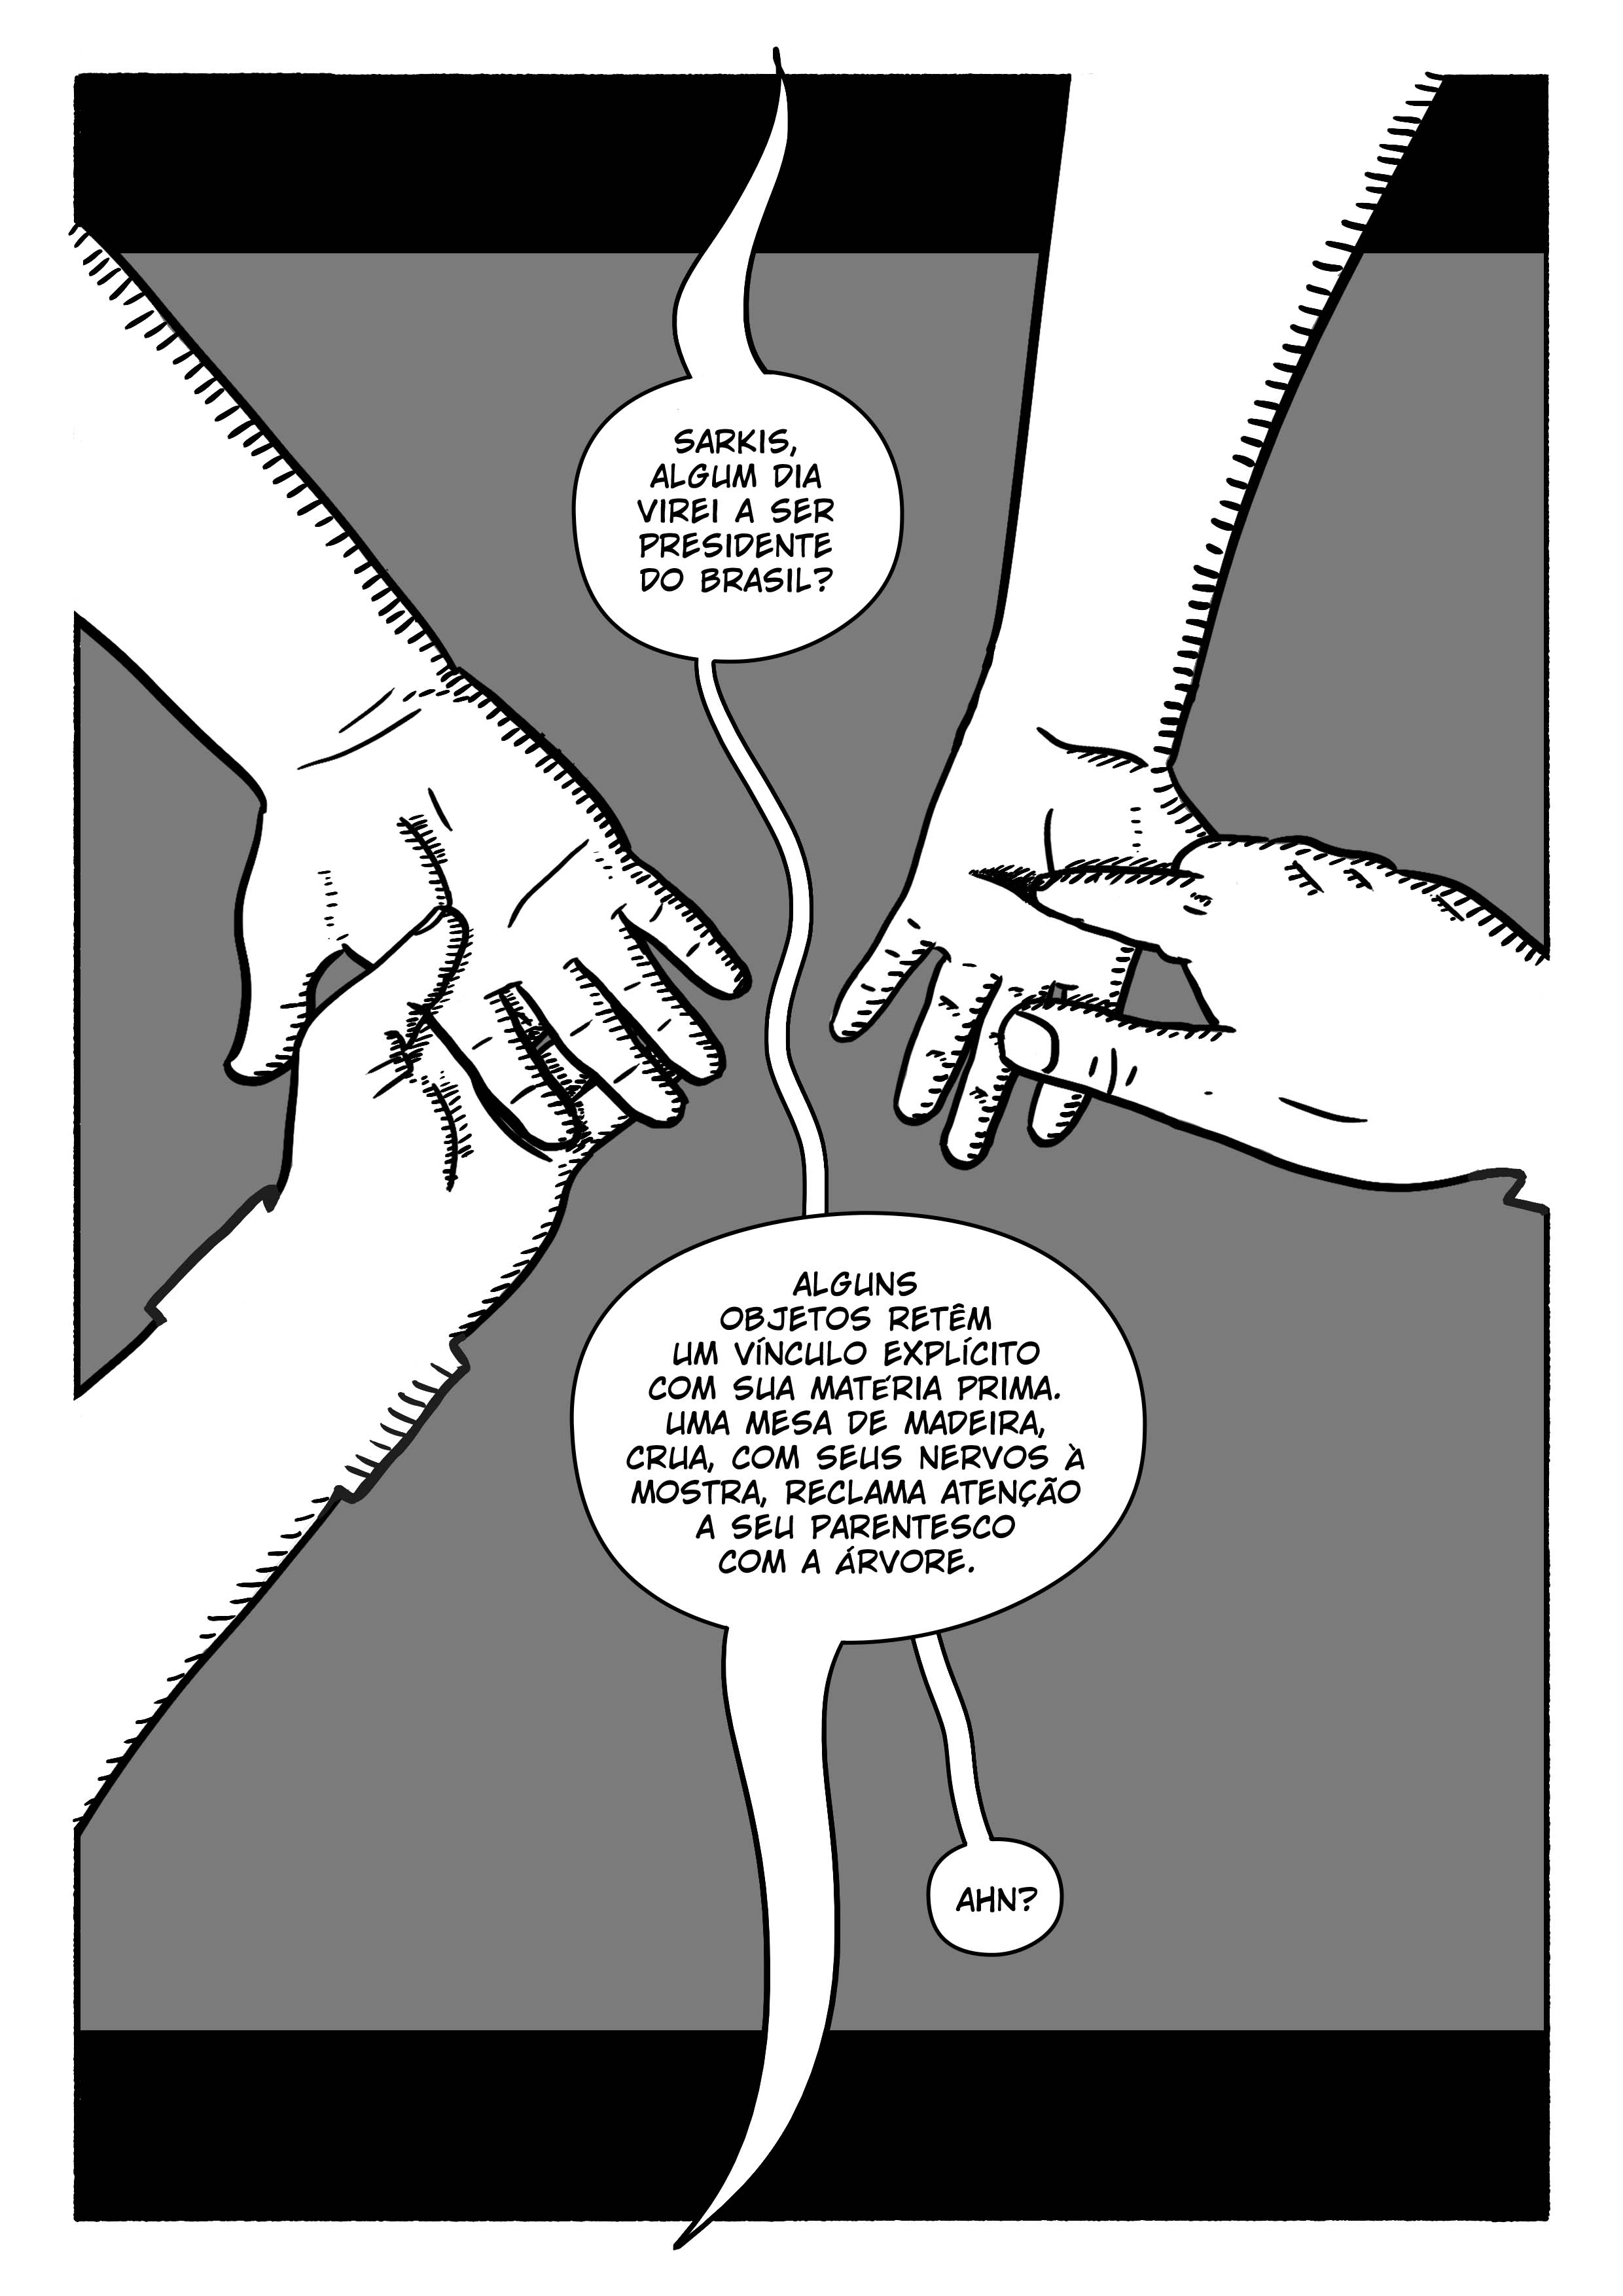 SARKIS,
ALGUM DIA
VIREI A SER
PRESIDENTE
DO BRASIL?
ALGUNS
OBJETOS RETÊM
UM VÍNCULO EXPLÍCITO
COM SUA MATÉRIA PRIMA.
UMA MESA DE MADEIRA,
CRUA, COM SEUS NERVOS À
MOSTRA, RECLAMA ATENÇÃO
A SEU PARENTESCO
COM A ÁRVORE.
AHN?